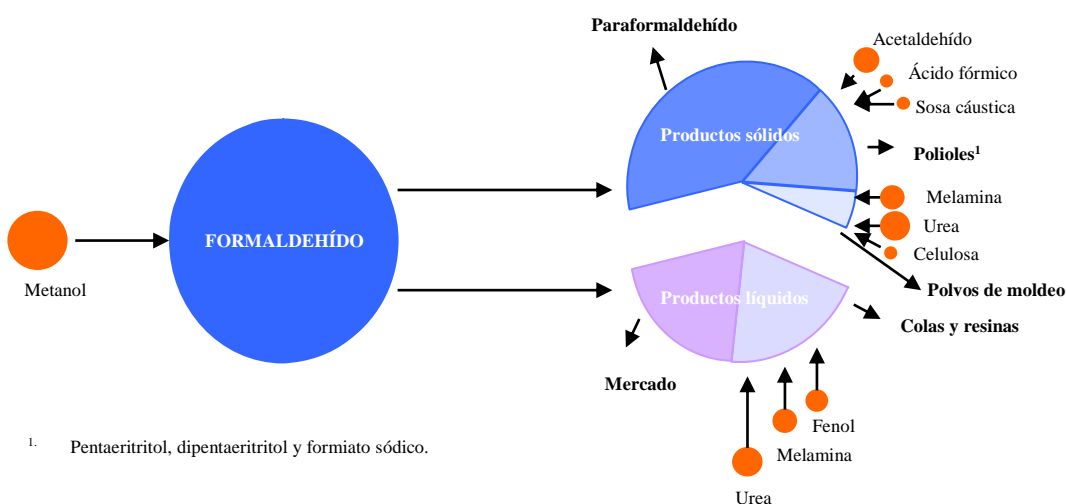 Paraformaldehído
Acetaldehído
Ácido fórmico
Sosa cáustica
Productos sólidos
Polioles¹
Melamina
Urea
Celulosa
Polvos de moldeo
FORMALDEHÍDO
Metanol
Productos líquidos
Colas y resinas
Mercado
Fenol
Melamina
Urea
1. Pentaeritritol, dipentaeritritol y formiato sódico.